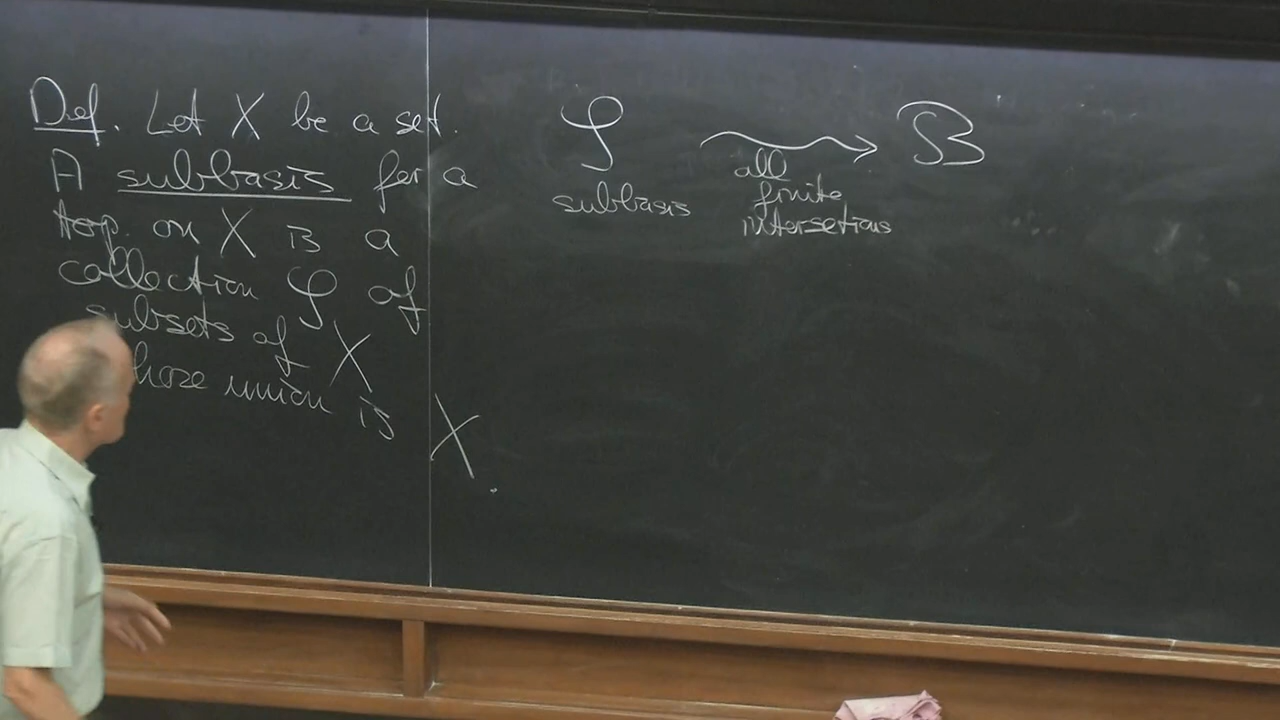 Def. Let X be a set.
A subbasis for a
top. on X is a
collection 𝒮 of
subsets of X
whose union is X.
𝒮 ⟿ ℬ
subbasis all
finite
intersetions